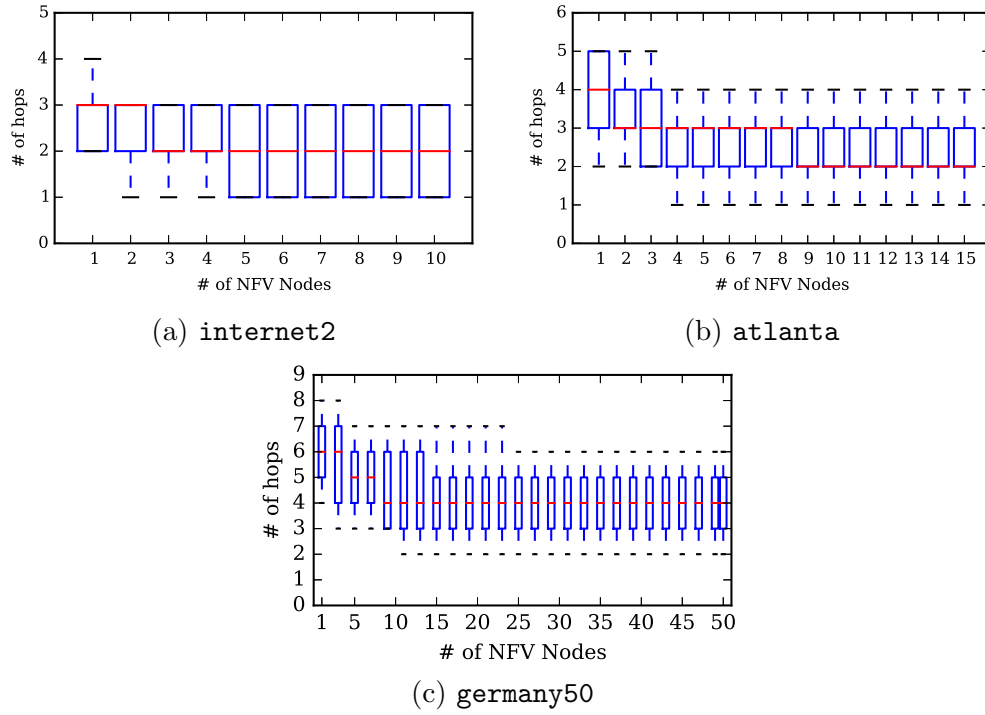 5
4
3
2
1
0
# of hops
1 2 3 4 5 6 7 8 9 10
# of NFV Nodes
(a) internet2
6
5
4
3
2
1
0
# of hops
1 2 3 4 5 6 7 8 9 10 11 12 13 14 15
# of NFV Nodes
(b) atlanta
9
8
7
6
5
4
3
2
1
0
# of hops
1 5 10 15 20 25 30 35 40 45 50
# of NFV Nodes
(c) germany50